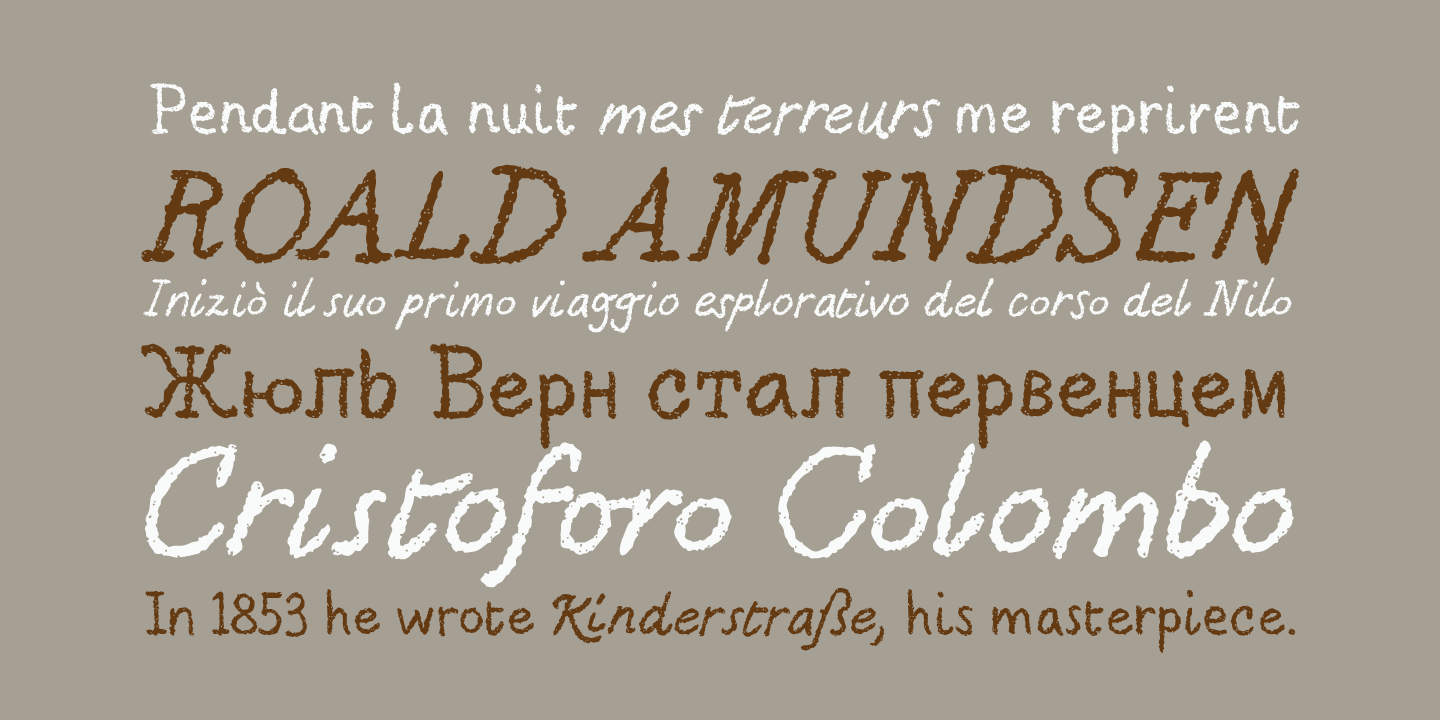 Pendant la nuit mes terreurs me reprirent
ROALD AMUNDSEN
Iniziò il suo primo viaggio esplorativo del corso del Nilo
Жюль Верн стал первенцем
Cristoforo Colombo
In 1853 he wrote Kinderstraße, his masterpiece.